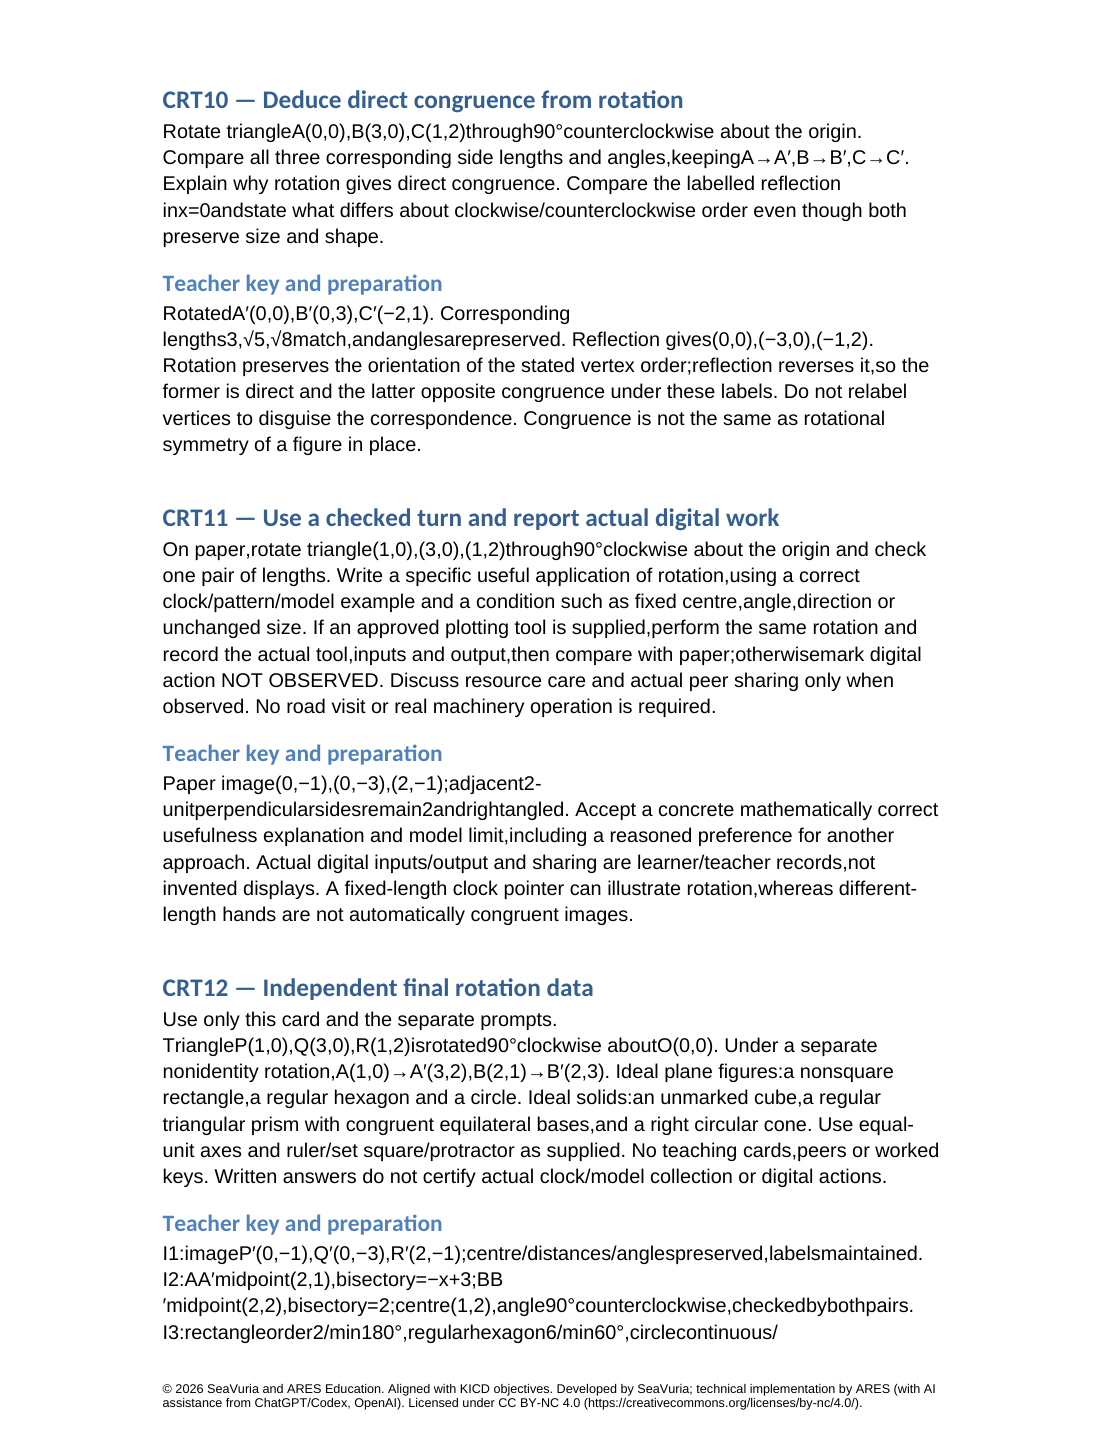 CRT10 — Deduce direct congruence from rotation
Rotate triangleA(0,0),B(3,0),C(1,2)through90°counterclockwise about the origin.
Compare all three corresponding side lengths and angles,keepingA→A′,B→B′,C→C′.
Explain why rotation gives direct congruence. Compare the labelled reflection
inx=0andstate what differs about clockwise/counterclockwise order even though both
preserve size and shape.
Teacher key and preparation
RotatedA′(0,0),B′(0,3),C′(−2,1). Corresponding
lengths3,√5,√8match,andanglesarepreserved. Reflection gives(0,0),(−3,0),(−1,2).
Rotation preserves the orientation of the stated vertex order;reflection reverses it,so the
former is direct and the latter opposite congruence under these labels. Do not relabel
vertices to disguise the correspondence. Congruence is not the same as rotational
symmetry of a figure in place.
CRT11 — Use a checked turn and report actual digital work
On paper,rotate triangle(1,0),(3,0),(1,2)through90°clockwise about the origin and check
one pair of lengths. Write a specific useful application of rotation,using a correct
clock/pattern/model example and a condition such as fixed centre,angle,direction or
unchanged size. If an approved plotting tool is supplied,perform the same rotation and
record the actual tool,inputs and output,then compare with paper;otherwisemark digital
action NOT OBSERVED. Discuss resource care and actual peer sharing only when
observed. No road visit or real machinery operation is required.
Teacher key and preparation
Paper image(0,−1),(0,−3),(2,−1);adjacent2-
unitperpendicularsidesremain2andrightangled. Accept a concrete mathematically correct
usefulness explanation and model limit,including a reasoned preference for another
approach. Actual digital inputs/output and sharing are learner/teacher records,not
invented displays. A fixed-length clock pointer can illustrate rotation,whereas different-
length hands are not automatically congruent images.
CRT12 — Independent final rotation data
Use only this card and the separate prompts.
TriangleP(1,0),Q(3,0),R(1,2)isrotated90°clockwise aboutO(0,0). Under a separate
nonidentity rotation,A(1,0)→A′(3,2),B(2,1)→B′(2,3). Ideal plane figures:a nonsquare
rectangle,a regular hexagon and a circle. Ideal solids:an unmarked cube,a regular
triangular prism with congruent equilateral bases,and a right circular cone. Use equal-
unit axes and ruler/set square/protractor as supplied. No teaching cards,peers or worked
keys. Written answers do not certify actual clock/model collection or digital actions.
Teacher key and preparation
I1:imageP′(0,−1),Q′(0,−3),R′(2,−1);centre/distances/anglespreserved,labelsmaintained.
I2:AA′midpoint(2,1),bisectory=−x+3;BB
′midpoint(2,2),bisectory=2;centre(1,2),angle90°counterclockwise,checkedbybothpairs.
I3:rectangleorder2/min180°,regularhexagon6/min60°,circlecontinuous/
© 2026 SeaVuria and ARES Education. Aligned with KICD objectives. Developed by SeaVuria; technical implementation by ARES (with AI
assistance from ChatGPT/Codex, OpenAI). Licensed under CC BY-NC 4.0 (https://creativecommons.org/licenses/by-nc/4.0/).